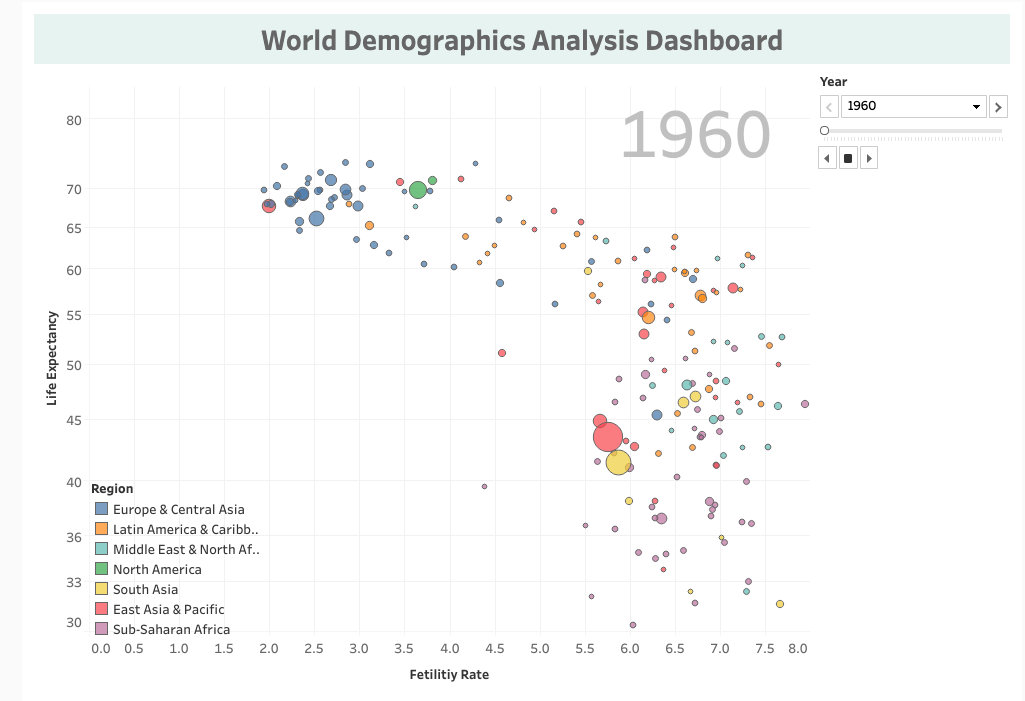 World Demographics Analysis Dashboard
Year
1960
1960
80
70
65
60
55
50
45
40
36
33
30
Life Expectancy
Region
Europe & Central Asia
Latin America & Caribb..
Middle East & North Af..
North America
South Asia
East Asia & Pacific
Sub-Saharan Africa
0.0 0.5 1.0 1.5 2.0 2.5 3.0 3.5 4.0 4.5 5.0 5.5 6.0 6.5 7.0 7.5 8.0
Fetilitiy Rate